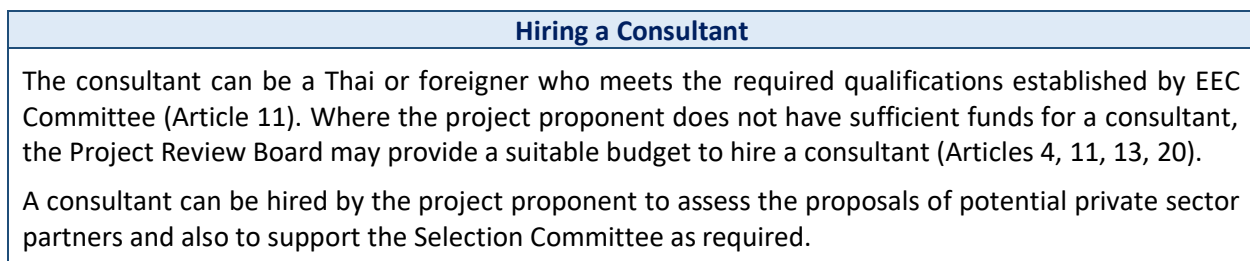 Hiring a Consultant
The consultant can be a Thai or foreigner who meets the required qualifications established by EEC
Committee (Article 11). Where the project proponent does not have sufficient funds for a consultant,
the Project Review Board may provide a suitable budget to hire a consultant (Articles 4, 11, 13, 20).
A consultant can be hired by the project proponent to assess the proposals of potential private sector
partners and also to support the Selection Committee as required.